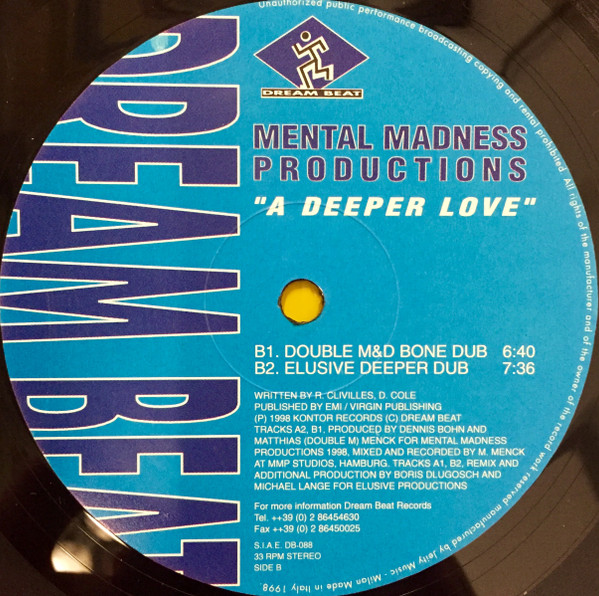 Unauthorized public performance broadcasting copying and rental prohibited. All rights of the manufacturer and of the owner of the record work reserved manufactured by Jelly Music - Milan Made in Italy 1998
DREAM BEAT
DREAM BEAT
MENTAL MADNESS
PRODUCTIONS
"A DEEPER LOVE"
B1. DOUBLE M&D BONE DUB 6:40
B2. ELUSIVE DEEPER DUB 7:36
WRITTEN BY R. CLIVILLES, D. COLE
PUBLISHED BY EMI / VIRGIN PUBLISHING
(P) 1998 KONTOR RECORDS (C) DREAM BEAT
TRACKS A2, B1. PRODUCED BY DENNIS BOHN AND
MATTHIAS (DOUBLE M) MENCK FOR MENTAL MADNESS
PRODUCTIONS 1998, MIXED AND RECORDED BY M. MENCK
AT MMP STUDIOS, HAMBURG. TRACKS A1, B2, REMIX AND
ADDITIONAL PRODUCTION BY BORIS DLUGOSCH AND
MICHAEL LANGE FOR ELUSIVE PRODUCTIONS
For more information Dream Beat Records
Tel. ++39 (0) 2 86454630
Fax ++39 (0) 2 86450025
S.I.A.E. DB-088
33 RPM STEREO
SIDE B